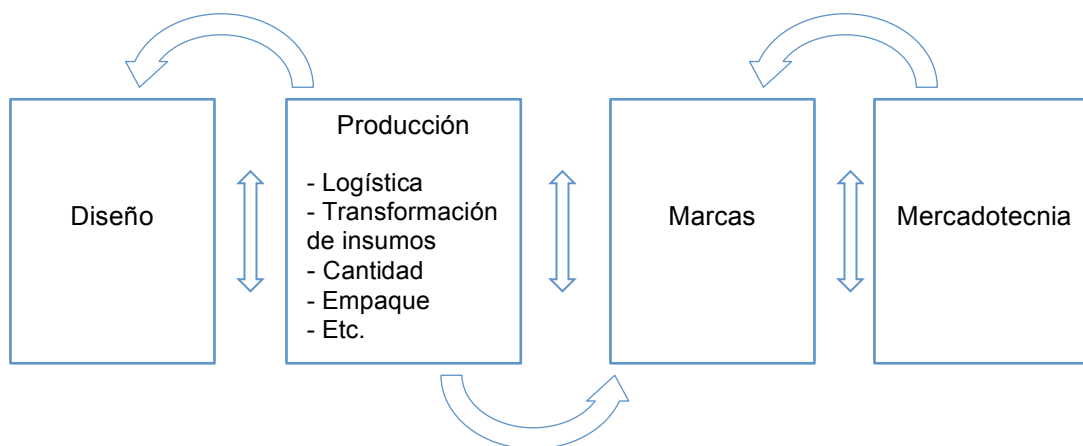 Diseño
Producción
- Logística
- Transformación
de insumos
- Cantidad
- Empaque
- Etc.
Marcas
Mercadotecnia